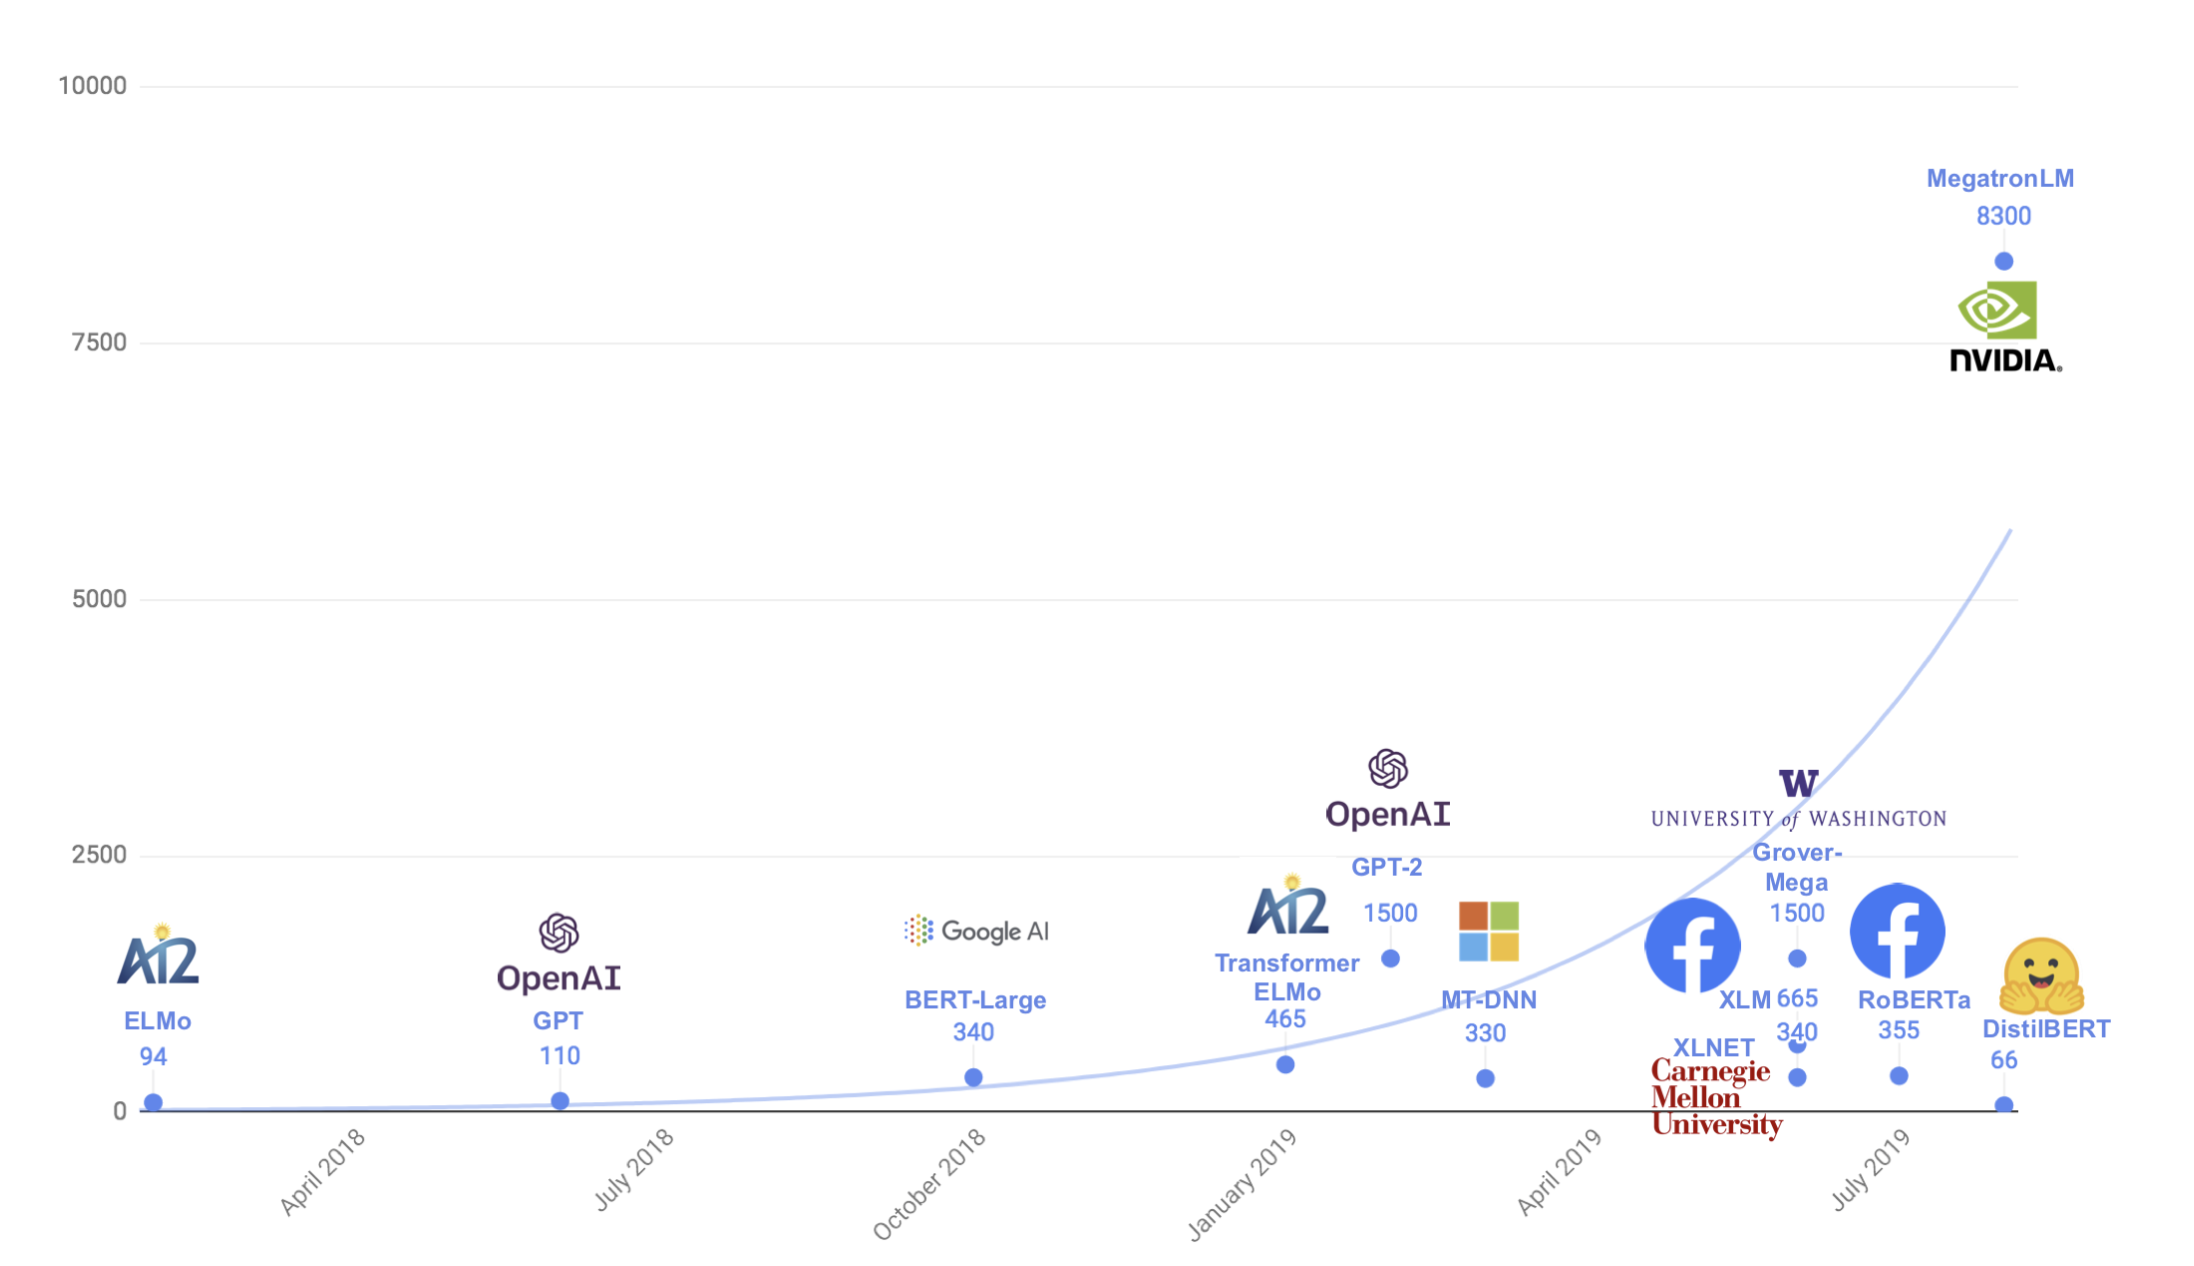 10000
7500
5000
2500
0
April 2018
July 2018
October 2018
January 2019
April 2019
July 2019
AI2
ELMo
94
OpenAI
GPT
110
Google AI
BERT-Large
340
AI2
Transformer
ELMo
465
OpenAI
GPT-2
1500
MT-DNN
330
UNIVERSITY of WASHINGTON
W
Grover-
Mega
1500
XLM 665
340
XLNET
Carnegie
Mellon
University
RoBERTa
355
DistilBERT
66
MegatronLM
8300
NVIDIA®